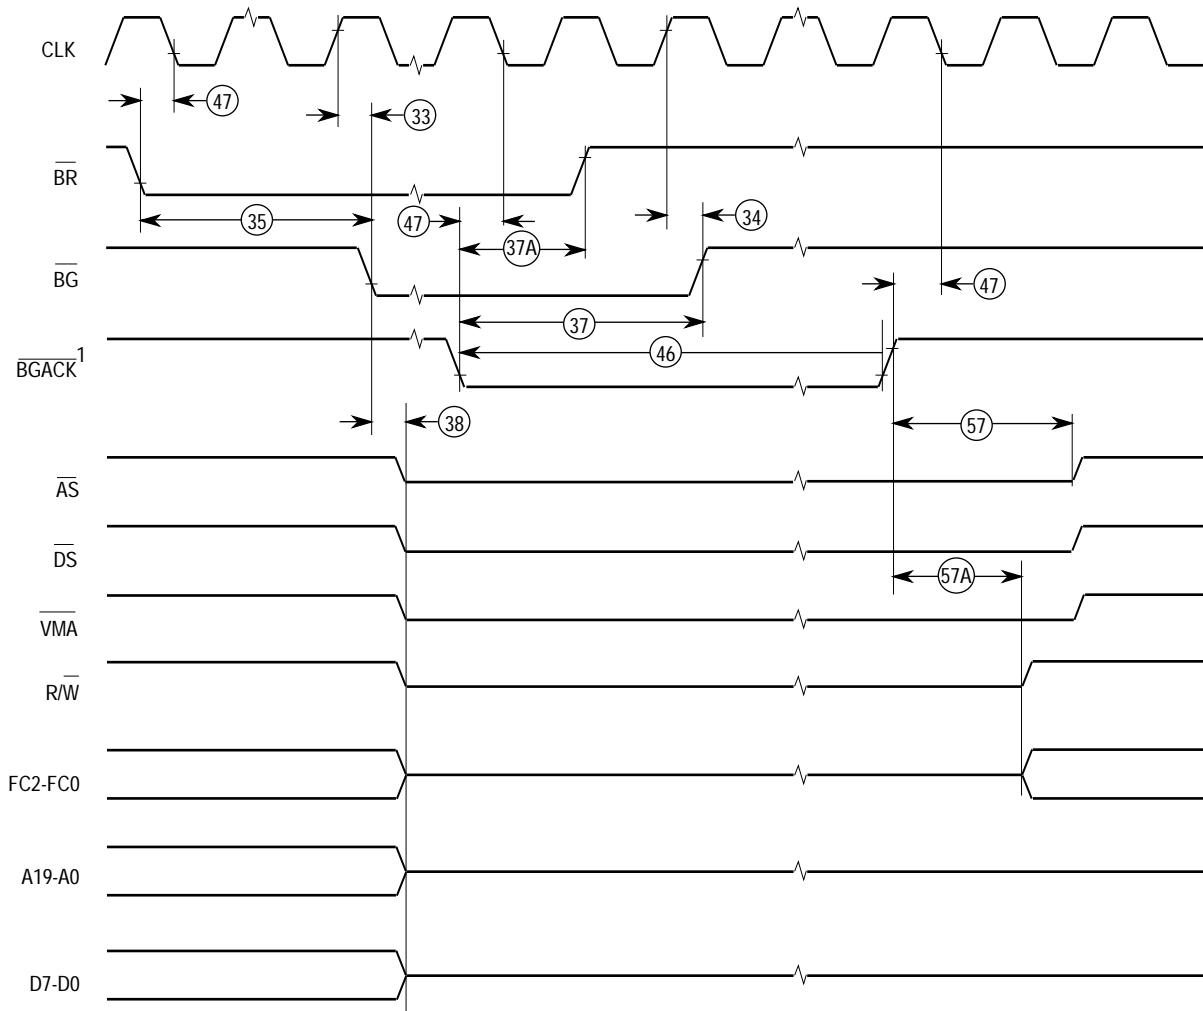 CLK
47
33
BR
35
47
37A
34
BG
47
37
BGACK1
46
38
57
AS
DS
57A
VMA
R/W
FC2-FC0
A19-A0
D7-D0